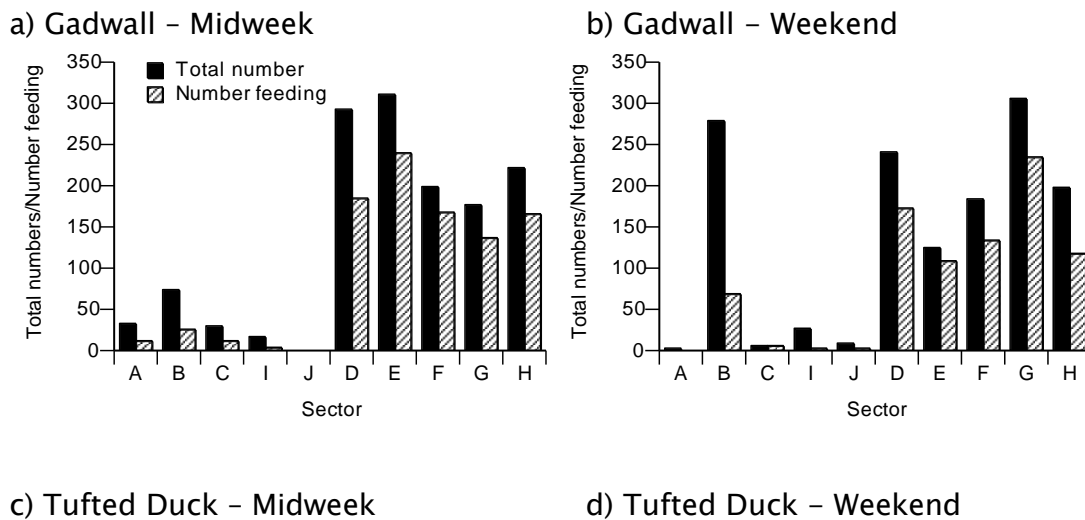 a) Gadwall – Midweek
Total numbers/Number feeding
350
300
250
200
150
100
50
0
Total number
Number feeding
A B C I J D E F G H
Sector
b) Gadwall – Weekend
Total numbers/Number feeding
350
300
250
200
150
100
50
0
A B C I J D E F G H
Sector
c) Tufted Duck – Midweek
d) Tufted Duck – Weekend